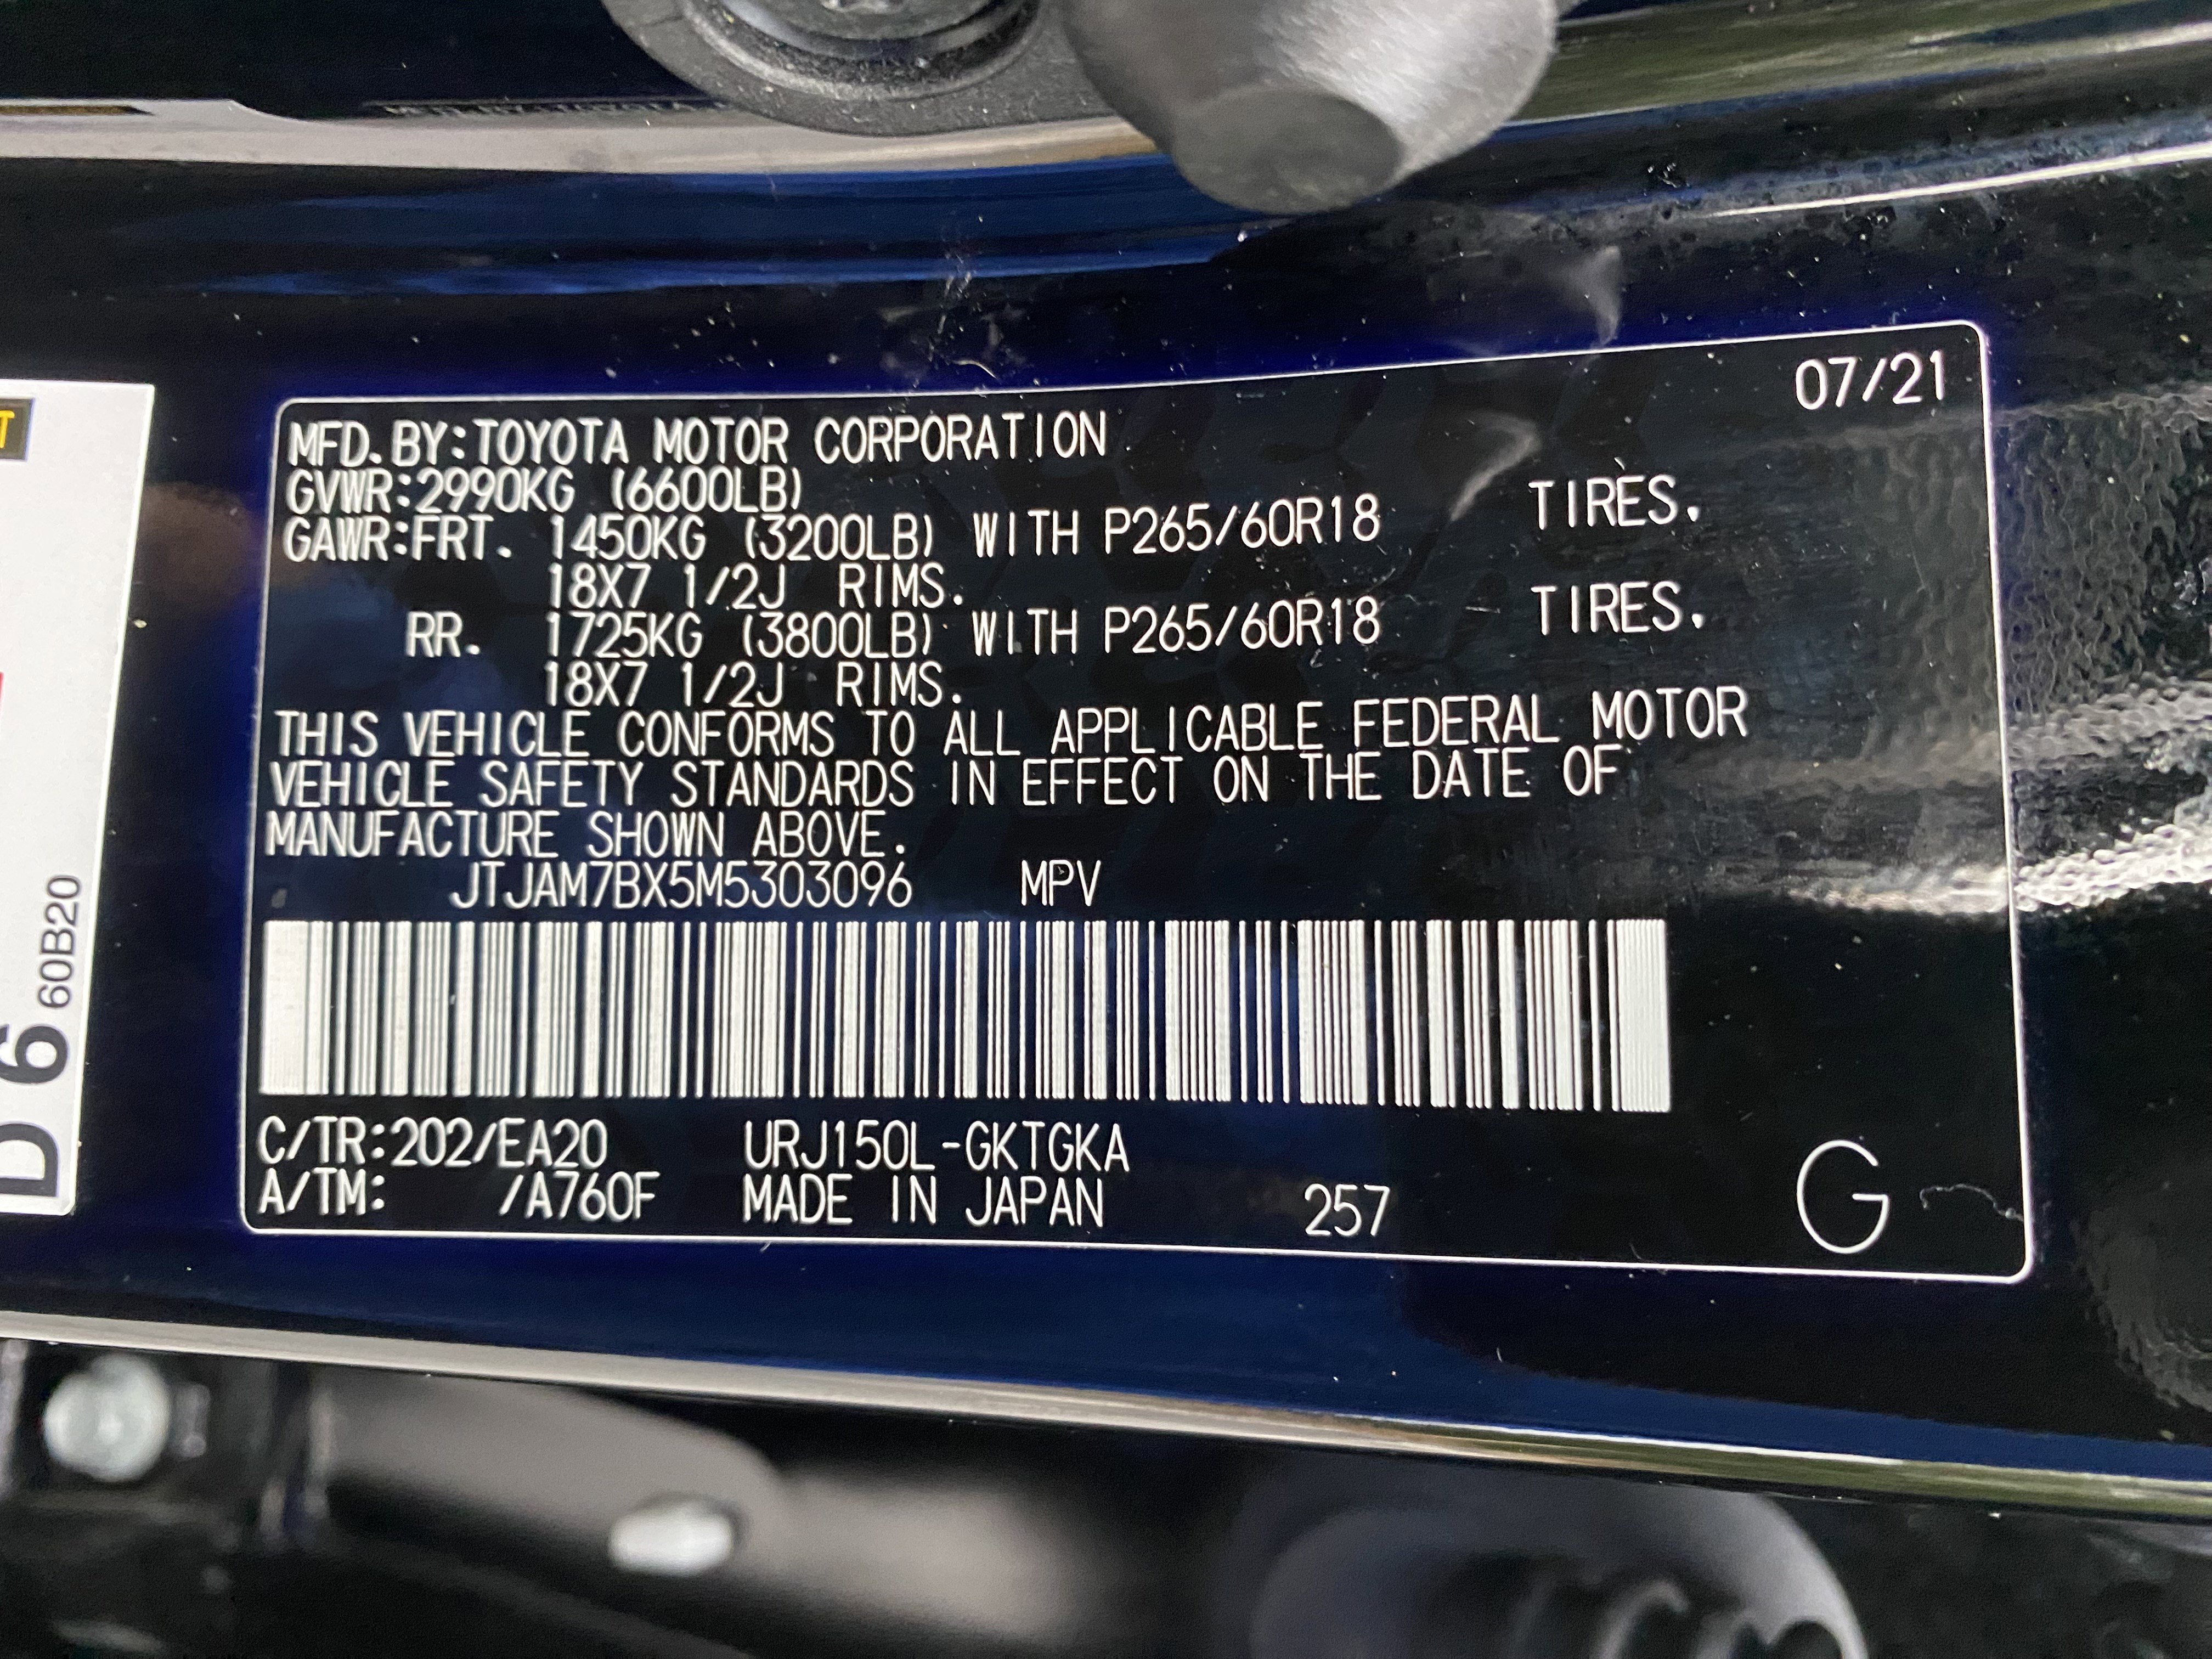 07/21
MFD.BY:TOYOTA MOTOR CORPORATION
GVWR:2990KG (6600LB)
GAWR:FRT. 1450KG (3200LB) WITH P265/60R18 TIRES.
18X7 1/2J RIMS.
RR. 1725KG (3800LB) WITH P265/60R18 TIRES.
18X7 1/2J RIMS.
THIS VEHICLE CONFORMS TO ALL APPLICABLE FEDERAL MOTOR
VEHICLE SAFETY STANDARDS IN EFFECT ON THE DATE OF
MANUFACTURE SHOWN ABOVE.
JTJAM7BX5M5303096 MPV
C/TR:202/EA20 URJ150L-GKTGKA
A/TM: /A760F MADE IN JAPAN 257 G
T
D6 60B20